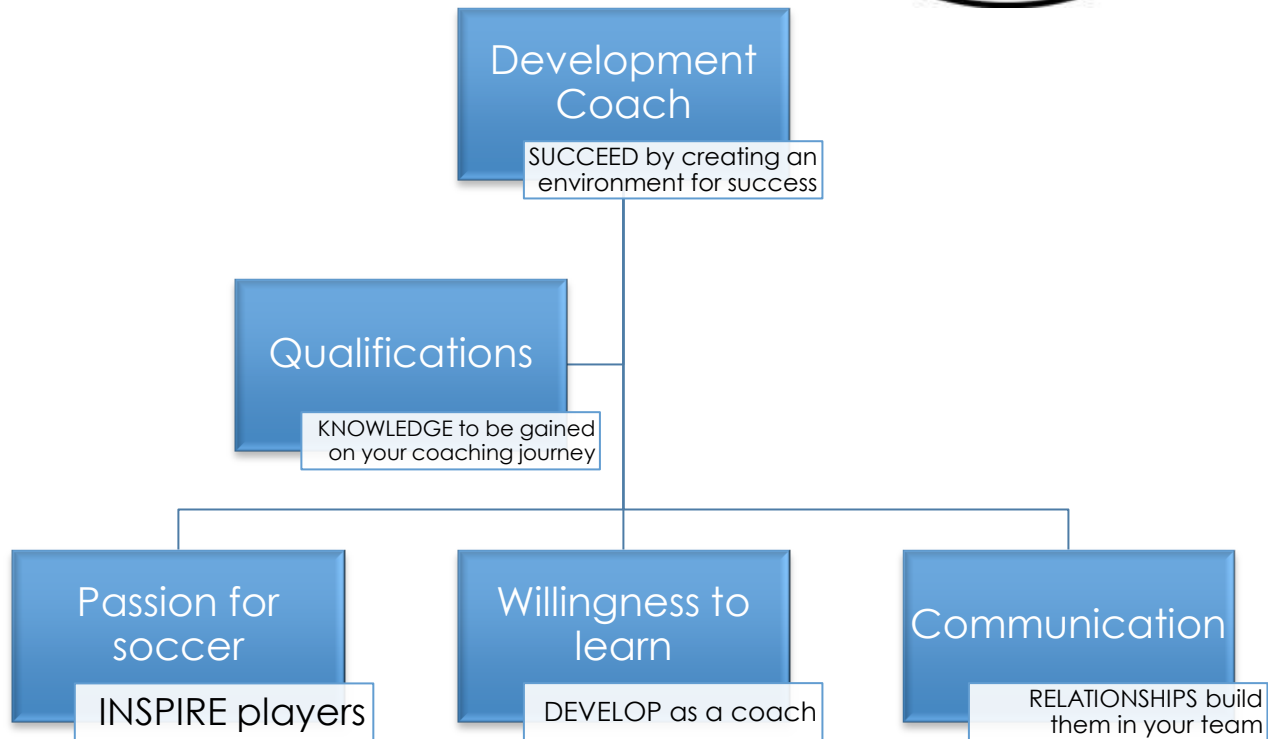 Development
Coach
SUCCEED by creating an
environment for success
Qualifications
KNOWLEDGE to be gained
on your coaching journey
Passion for
soccer
INSPIRE players
Willingness to
learn
DEVELOP as a coach
Communication
RELATIONSHIPS build
them in your team